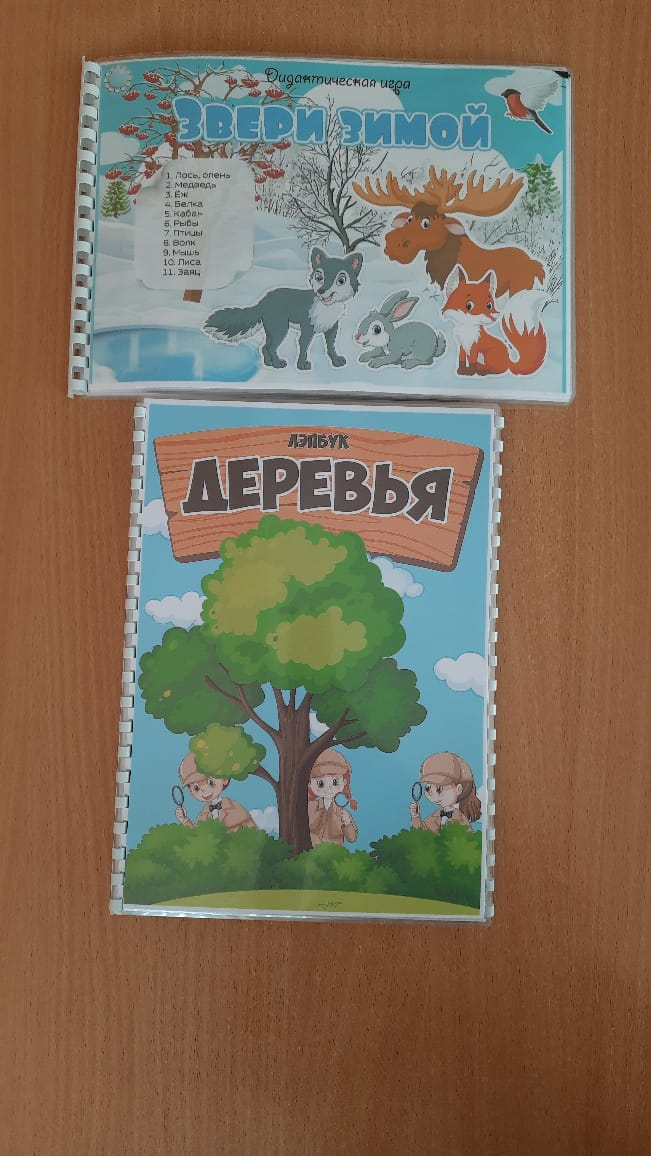 Дидактическая игра
Звери зимой
1. Лось, олень
2. Медведь
3. Ёж
4. Белка
5. Кабан
6. Рыбы
7. Птицы
8. Волк
9. Мышь
10. Лиса
11. Заяц
ЛЭПБУК
ДЕРЕВЬЯ